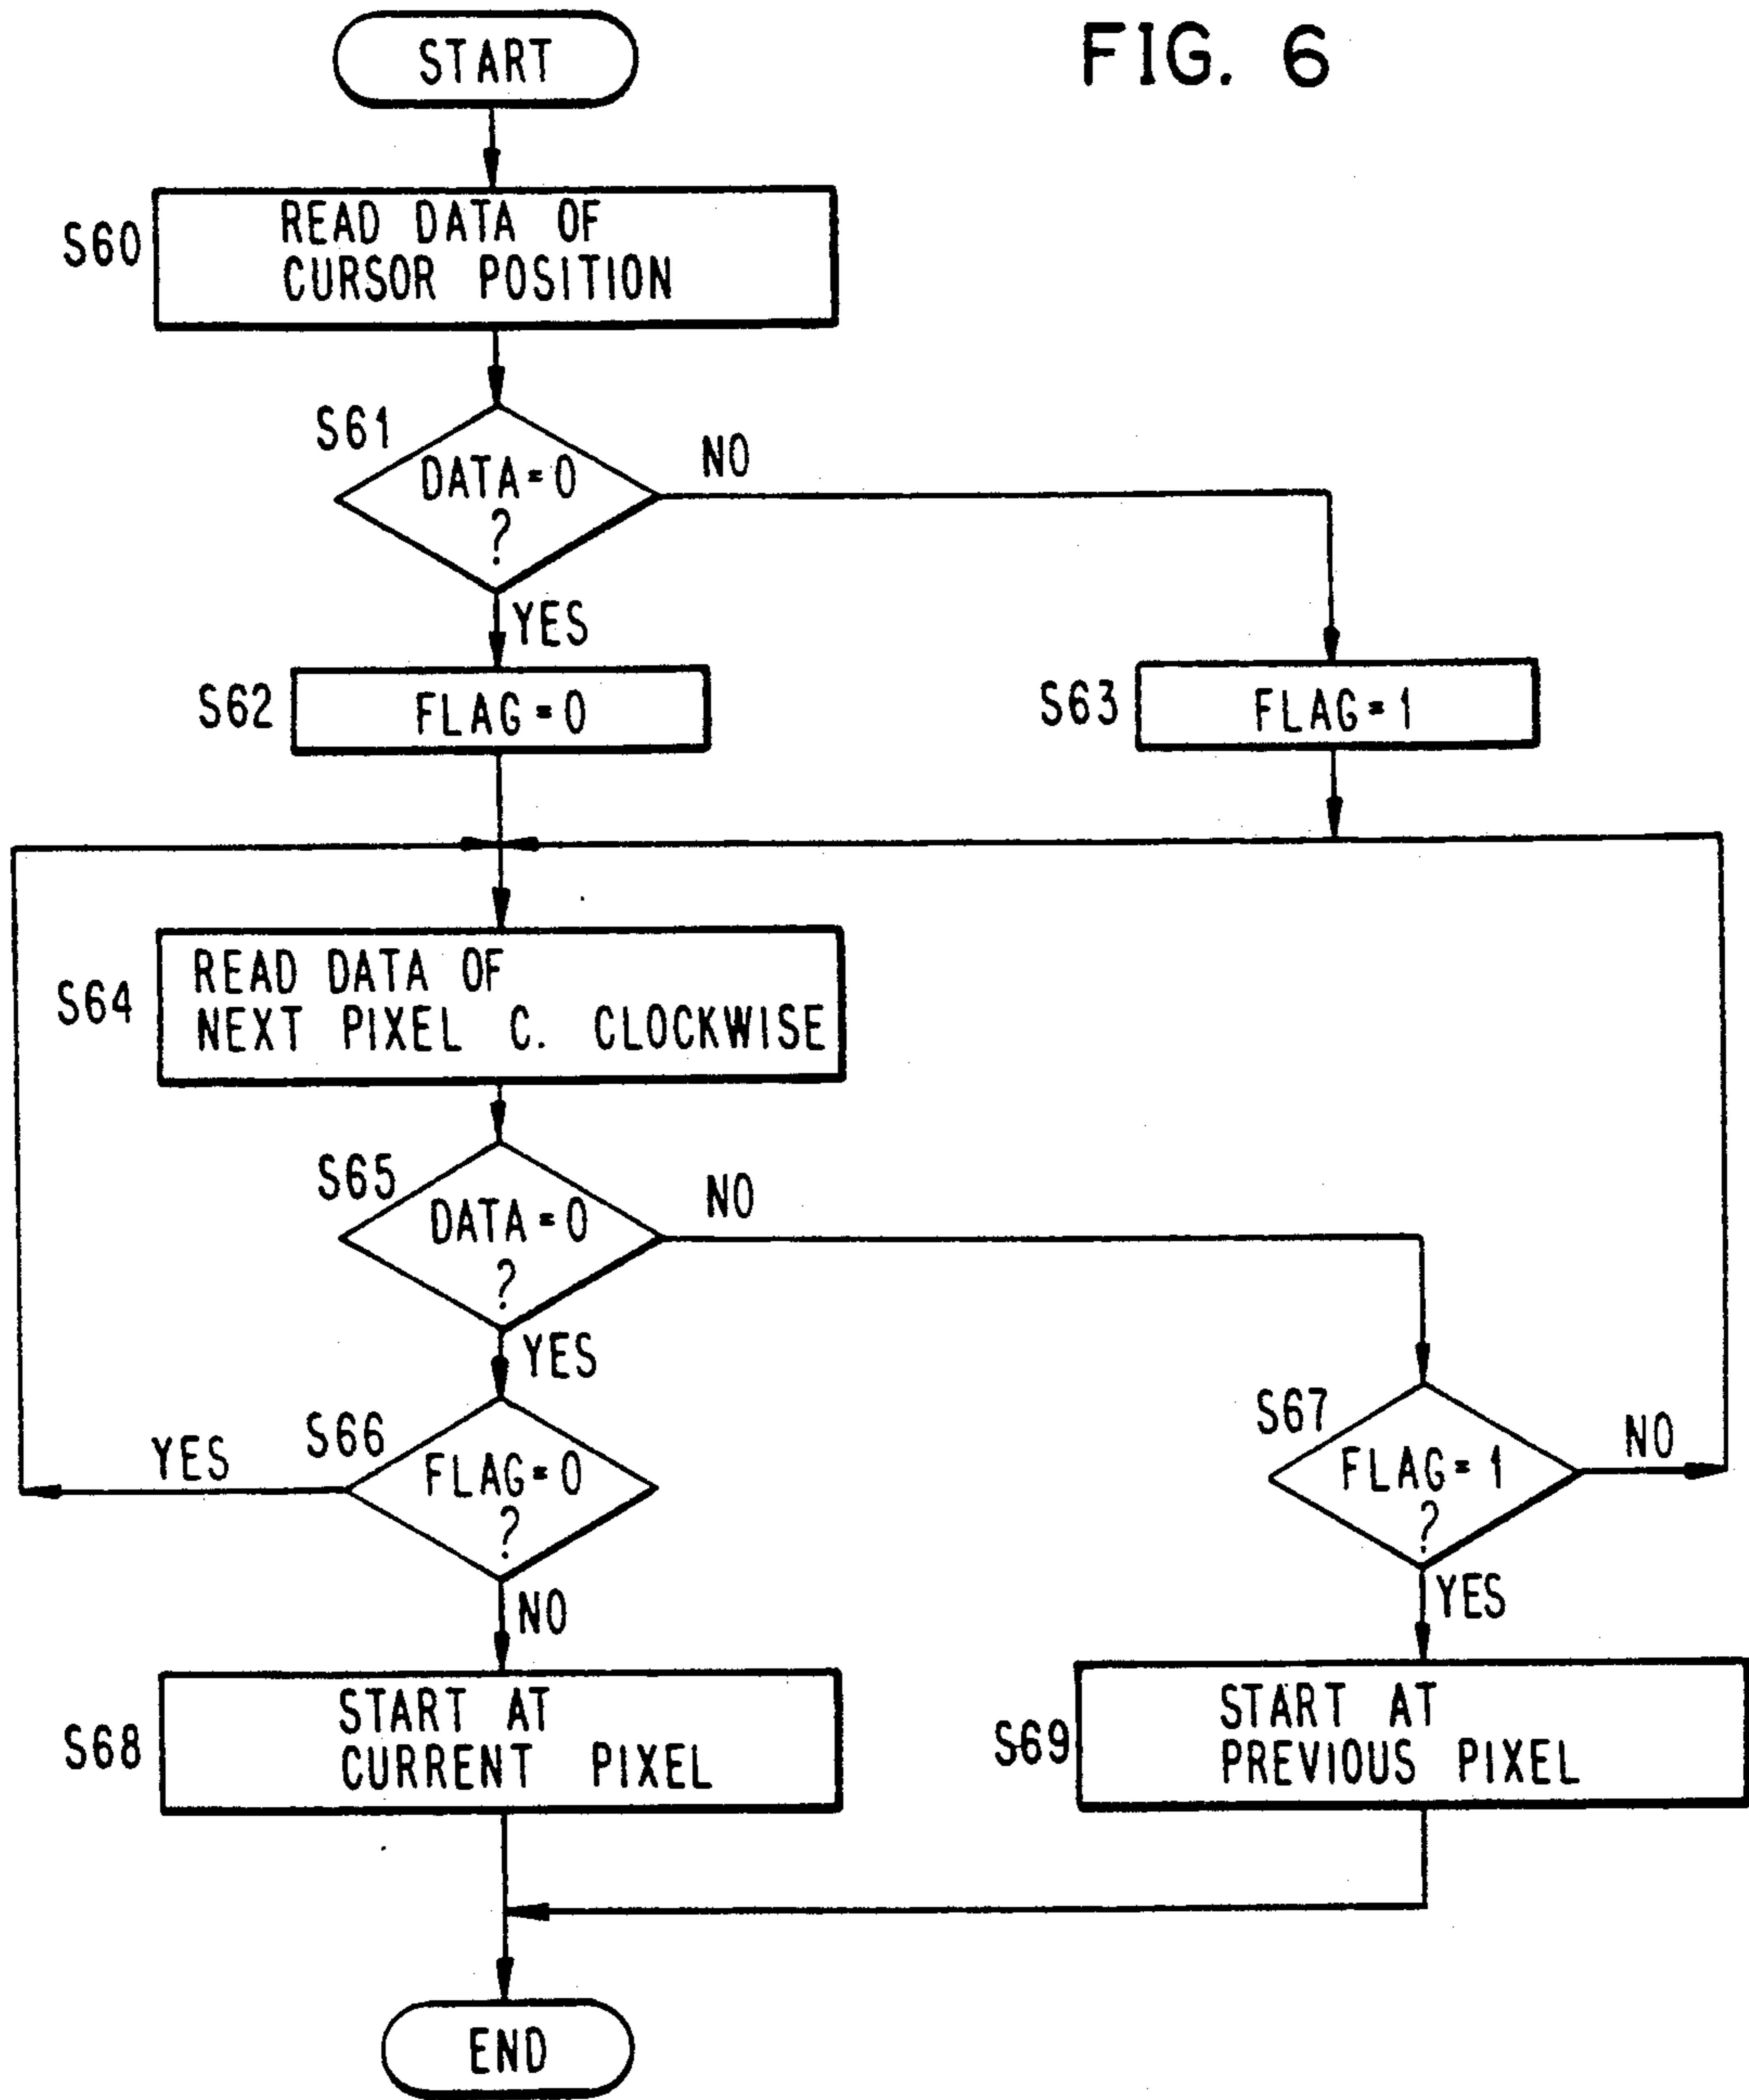 FIG. 6
START
S60
READ DATA OF
CURSOR POSITION
S61
DATA=0
?
NO
YES
S62
FLAG=0
S63
FLAG=1
S64
READ DATA OF
NEXT PIXEL C. CLOCKWISE
S65
DATA=0
?
NO
YES
S66
FLAG=0
?
YES
NO
S67
FLAG=1
?
NO
YES
S68
START AT
CURRENT PIXEL
S69
START AT
PREVIOUS PIXEL
END